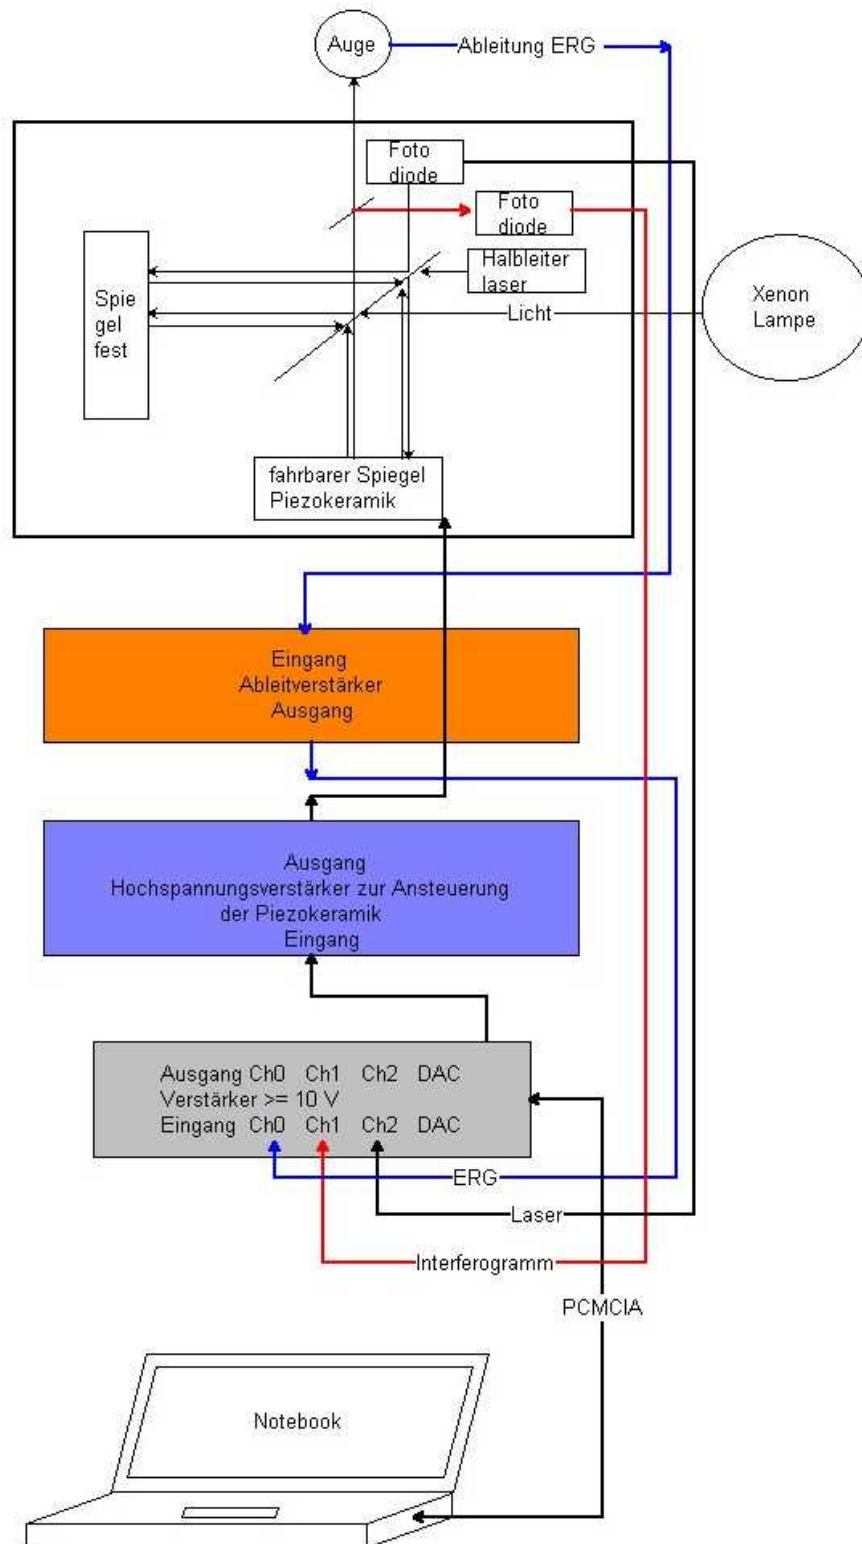 Auge
Ableitung ERG
Foto
diode
Foto
diode
Halbleiter
laser
Spie
gel
fest
Licht
Xenon
Lampe
fahrbarer Spiegel
Piezokeramik
Eingang
Ableitverstärker
Ausgang
Ausgang
Hochspannungsverstärker zur Ansteuerung
der Piezokeramik
Eingang
Ausgang Ch0 Ch1 Ch2 DAC
Verstärker >= 10 V
Eingang Ch0 Ch1 Ch2 DAC
ERG
Laser
Interferogramm
PCMCIA
Notebook